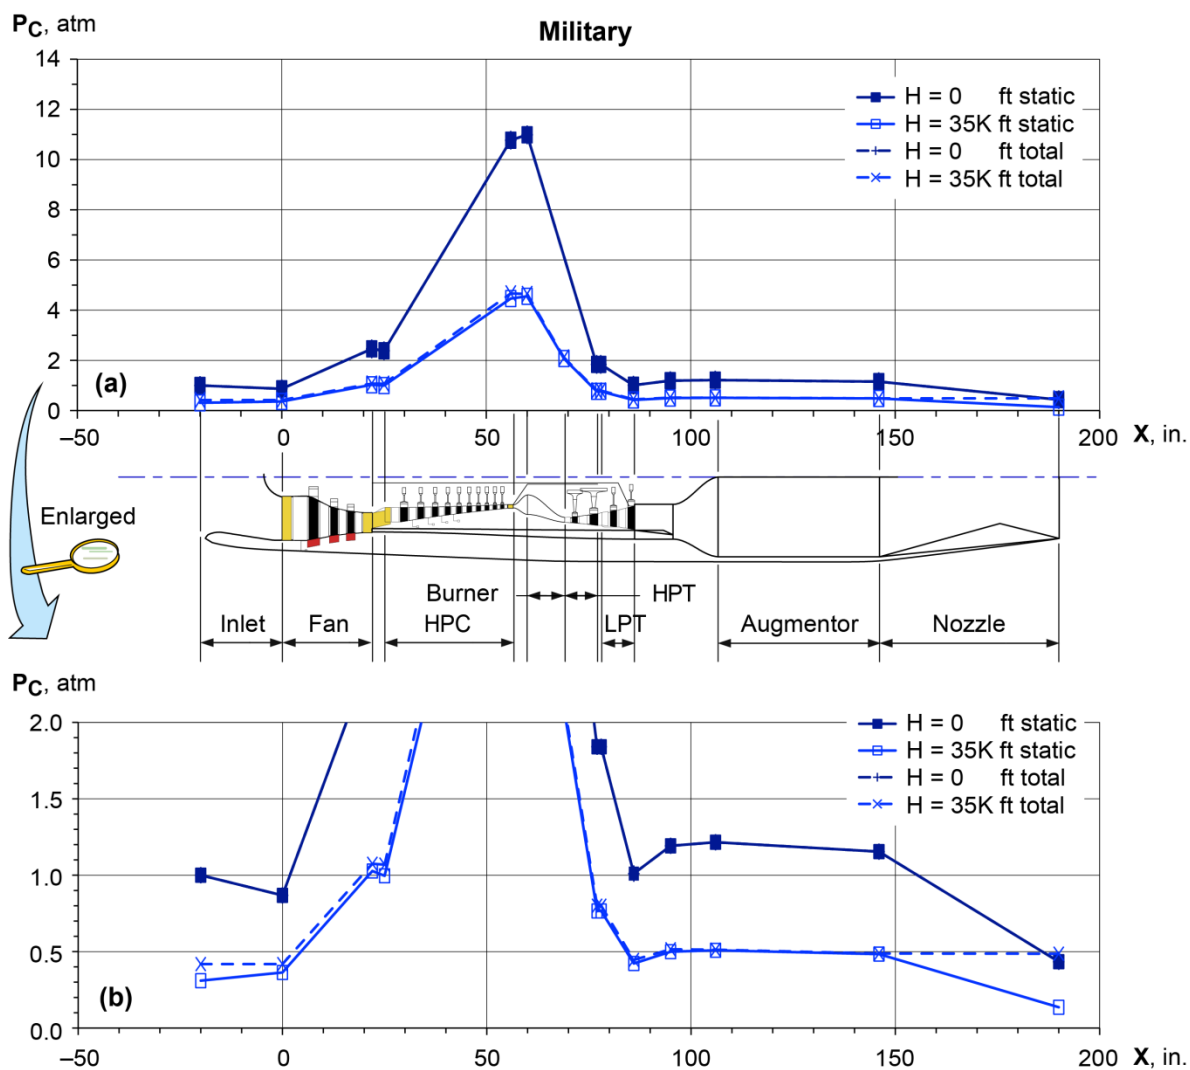 P_C, atm
Military
14
12
10
8
6
4
2
0
H = 0 ft static
H = 35K ft static
H = 0 ft total
H = 35K ft total
(a)
–50 0 50 100 150 200 X, in.
Enlarged
Burner HPT
Inlet Fan HPC LPT Augmentor Nozzle
P_C, atm
2.0
1.5
1.0
0.5
0.0
H = 0 ft static
H = 35K ft static
H = 0 ft total
H = 35K ft total
(b)
–50 0 50 100 150 200 X, in.